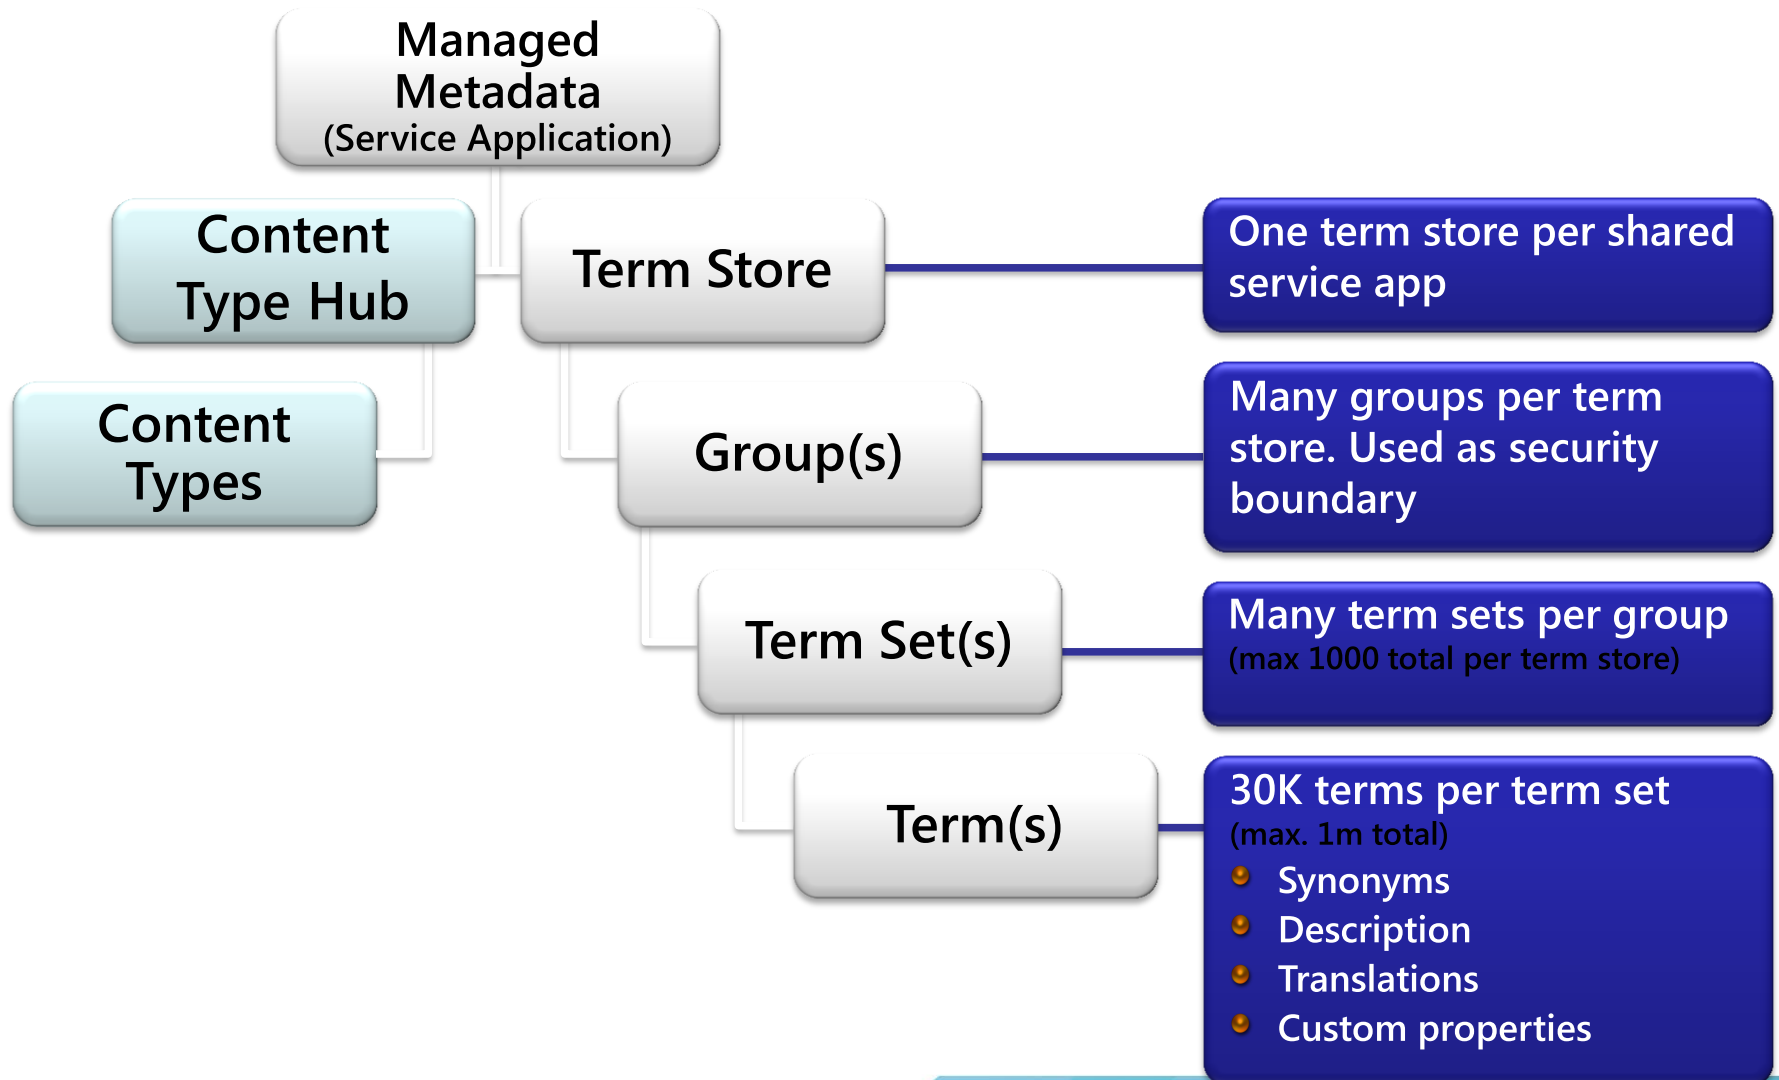 Managed
Metadata
(Service Application)
Content
Type Hub
Term Store
One term store per shared
service app
Content
Types
Group(s)
Many groups per term
store. Used as security
boundary
Term Set(s)
Many term sets per group
(max 1000 total per term store)
Term(s)
30K terms per term set
(max. 1m total)
Synonyms
Description
Translations
Custom properties